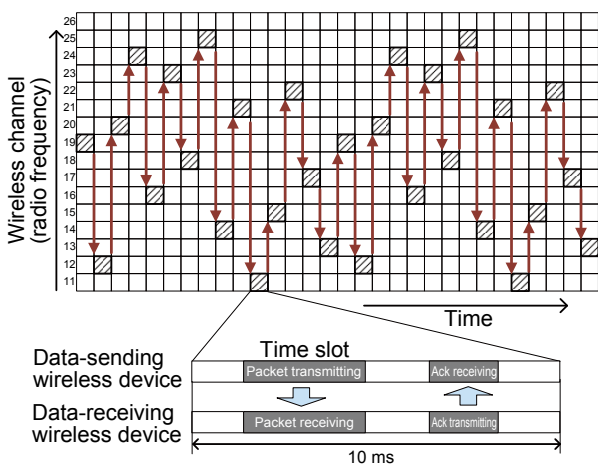 26
25
24
23
22
21
20
19
18
17
16
15
14
13
12
11
Wireless channel
(radio frequency)
Time
Time slot
Data-sending
wireless device
Packet transmitting
Ack receiving
Data-receiving
wireless device
Packet receiving
Ack transmitting
10 ms